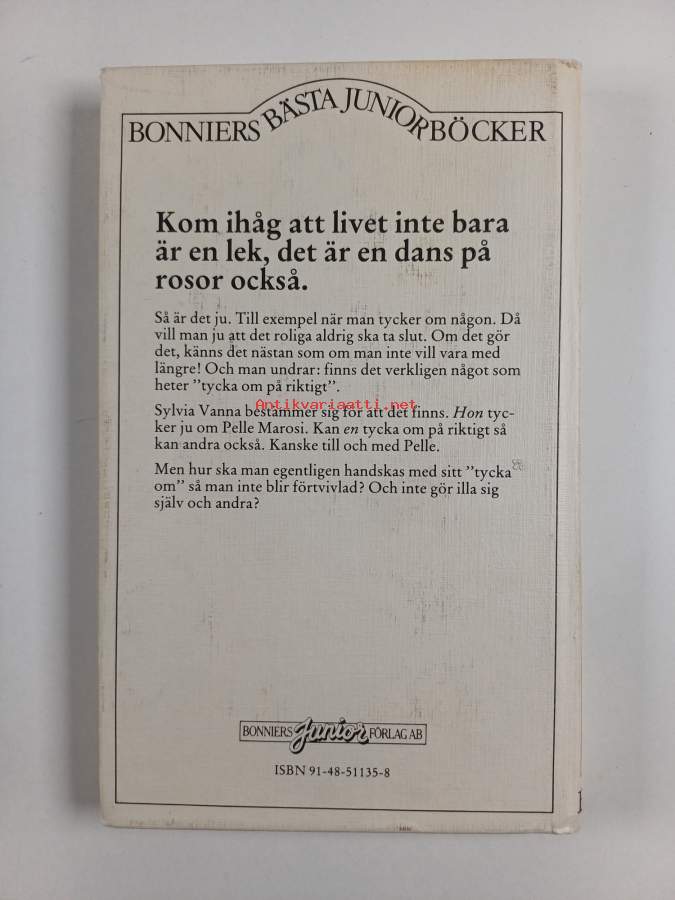 BONNIERS BÄSTA JUNIORBÖCKER
Kom ihåg att livet inte bara
är en lek, det är en dans på
rosor också.
Så är det ju. Till exempel när man tycker om någon. Då
vill man ju att det roliga aldrig ska ta slut. Om det gör
det, känns det nästan som om man inte vill vara med
längre! Och man undrar: finns det verkligen något som
heter ”tycka om på riktigt”.
Antikvariaatti.net
Sylvia Vanna bestämmer sig för att det finns. Hon tyc-
ker ju om Pelle Marosi. Kan en tycka om på riktigt så
kan andra också. Kanske till och med Pelle.
Men hur ska man egentligen handskas med sitt ”tycka
om” så man inte blir förtvivlad? Och inte gör illa sig
själv och andra?
BONNIERS Junior FÖRLAG AB
ISBN 91-48-51135-8